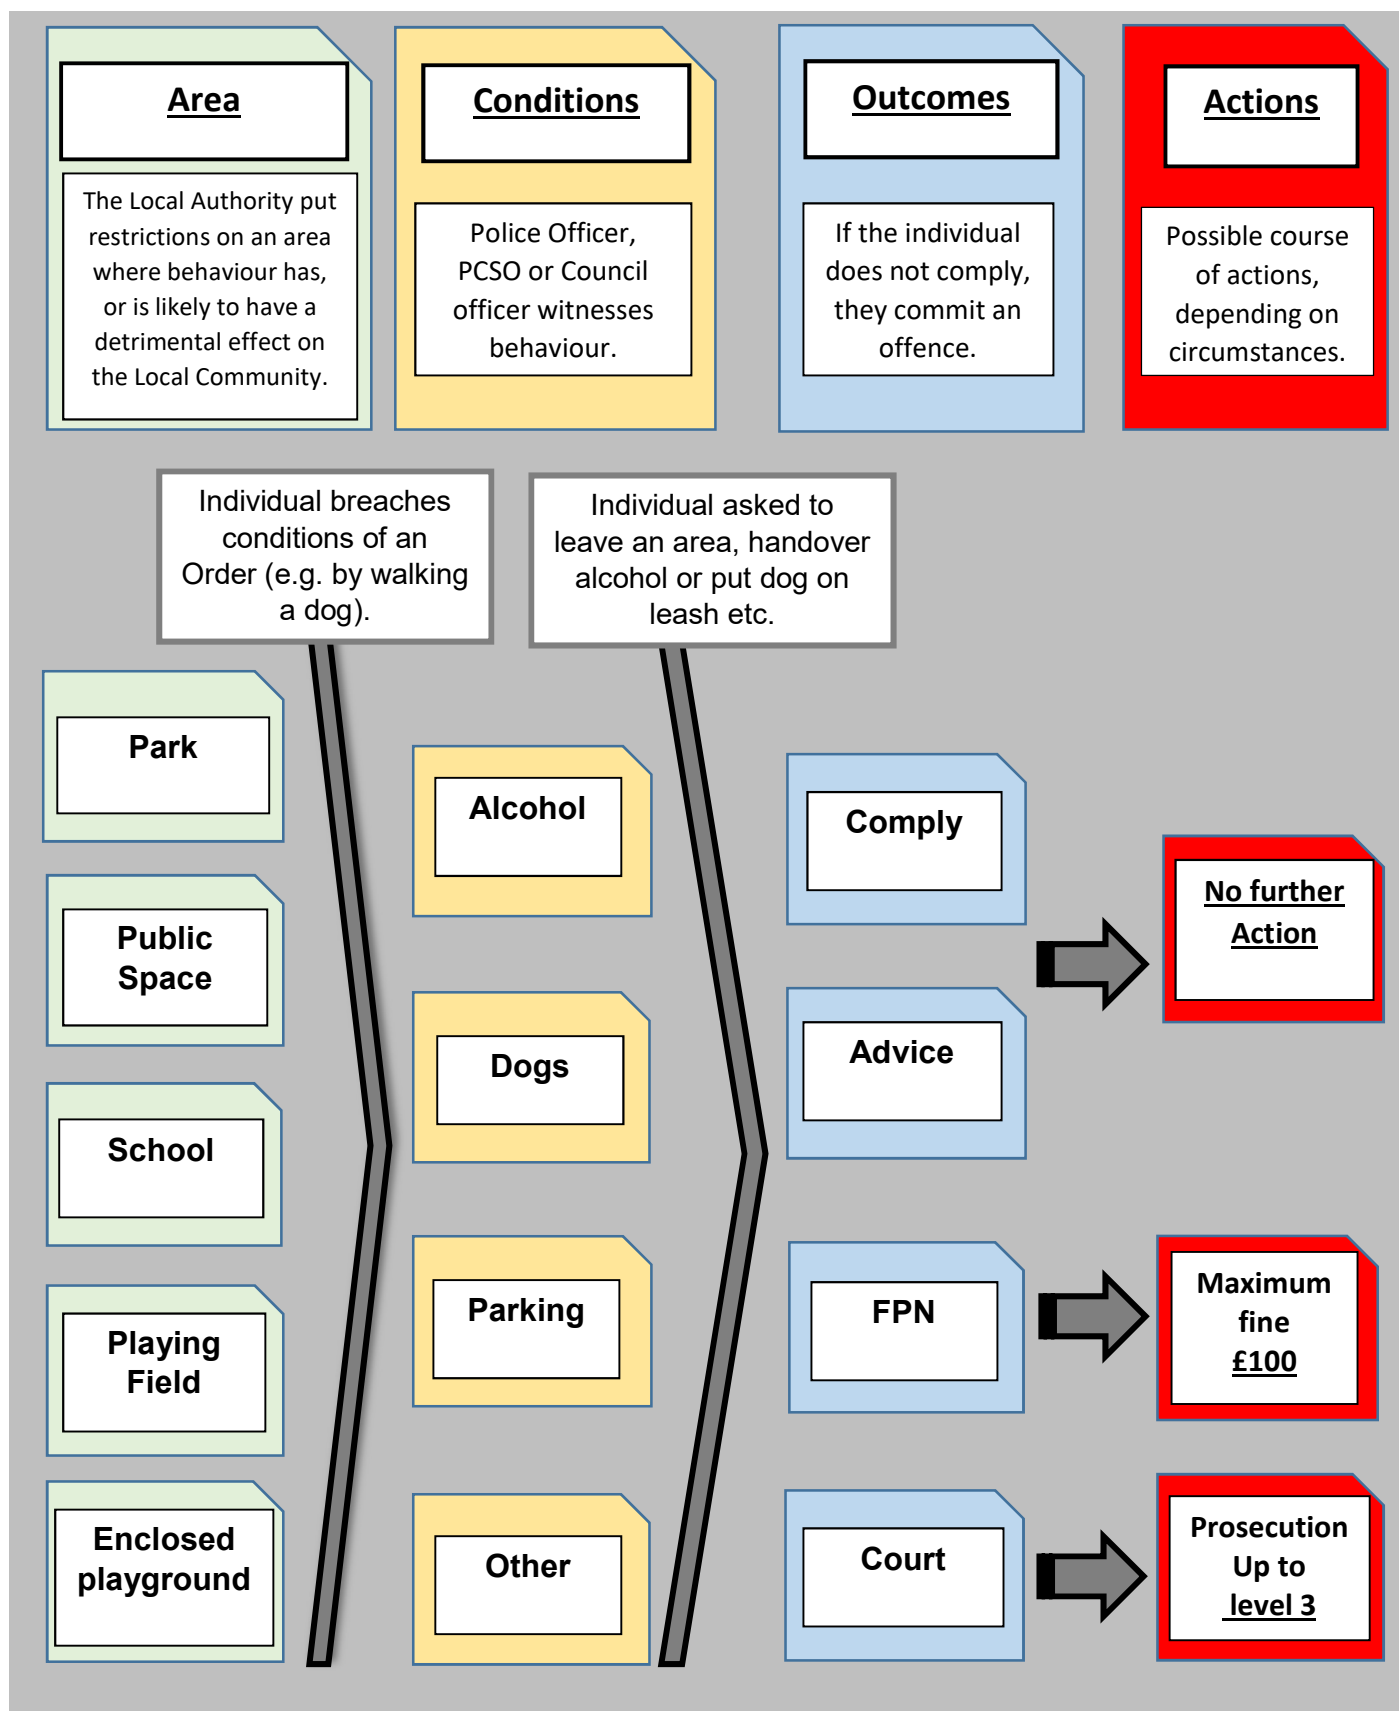 Area
The Local Authority put
restrictions on an area
where behaviour has,
or is likely to have a
detrimental effect on
the Local Community.
Conditions
Police Officer,
PCSO or Council
officer witnesses
behaviour.
Outcomes
If the individual
does not comply,
they commit an
offence.
Actions
Possible course
of actions,
depending on
circumstances.
Individual breaches
conditions of an
Order (e.g. by walking
a dog).
Individual asked to
leave an area, handover
alcohol or put dog on
leash etc.
Park
Public
Space
School
Playing
Field
Enclosed
playground
Alcohol
Dogs
Parking
Other
Comply
Advice
FPN
Court
No further
Action
Maximum
fine
£100
Prosecution
Up to
level 3